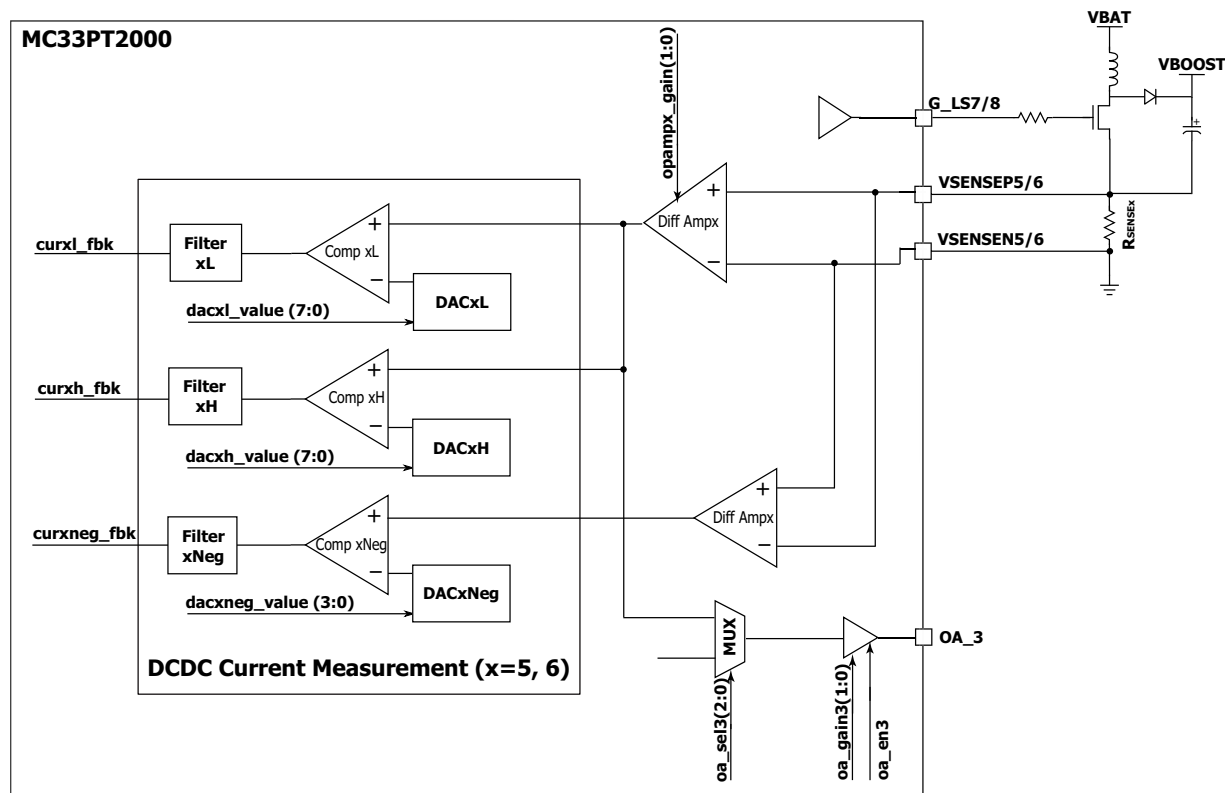 MC33PT2000
VBAT
VBOOST
opampx_gain(1:0)
G_LS7/8
+
+
Diff Ampx
−
VSENSEP5/6
RSENSEx
VSENSEN5/6
curxl_fbk
Filter
xL
+
Comp xL
−
DACxL
dacxl_value (7:0)
curxh_fbk
Filter
xH
+
Comp xH
−
DACxH
dacxh_value (7:0)
curxneg_fbk
Filter
xNeg
+
Comp xNeg
−
DACxNeg
dacxneg_value (3:0)
+
Diff Ampx
−
DCDC Current Measurement (x=5, 6)
MUX
OA_3
oa_sel3(2:0)
oa_gain3(1:0)
oa_en3